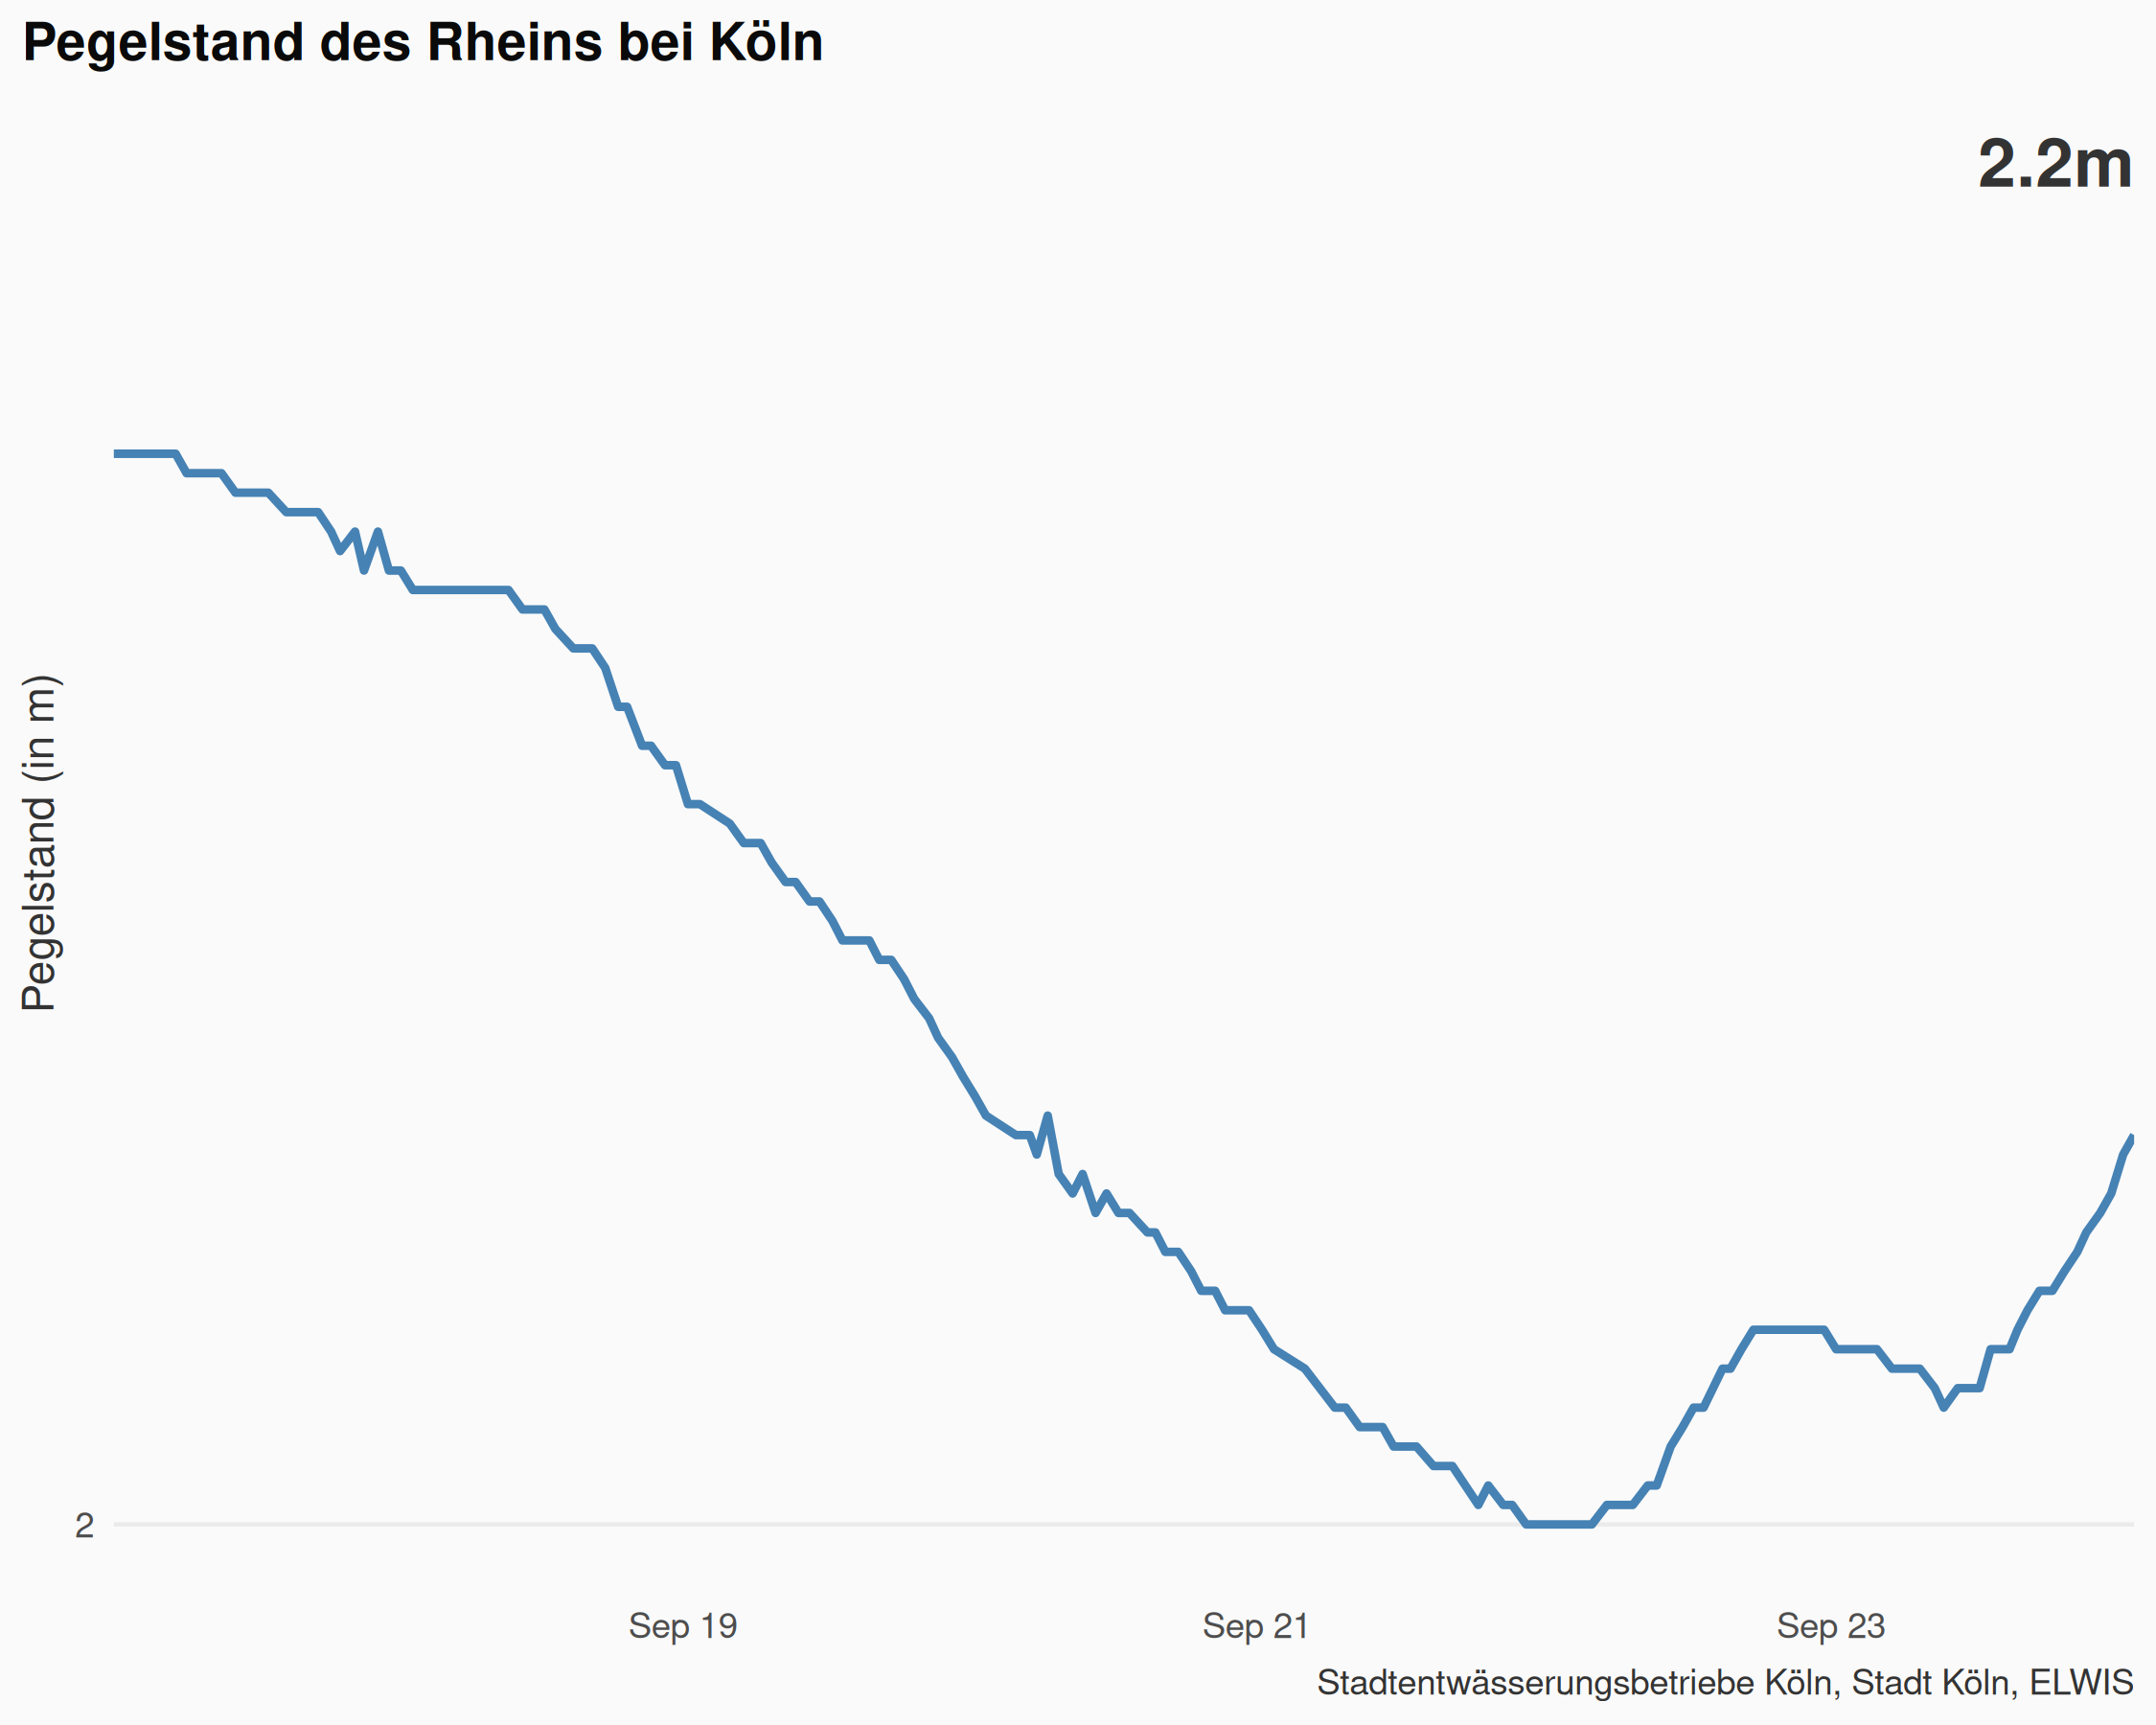 Pegelstand des Rheins bei Köln
2.2m
Pegelstand (in m)
2
Sep 19
Sep 21
Sep 23
Stadtentwässerungsbetriebe Köln, Stadt Köln, ELWIS